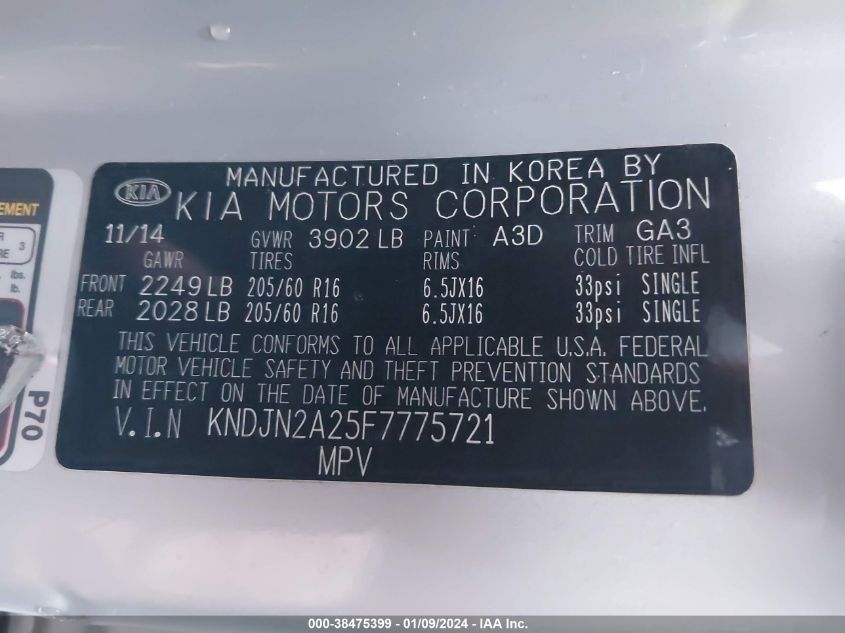 MANUFACTURED IN KOREA BY
KIA KIA MOTORS CORPORATION
11/14 GVWR 3902 LB PAINT A3D TRIM GA3
GAWR TIRES RIMS COLD TIRE INFL
FRONT 2249 LB 205/60 R16 6.5JX16 33psi SINGLE
REAR 2028 LB 205/60 R16 6.5JX16 33psi SINGLE
THIS VEHICLE CONFORMS TO ALL APPLICABLE U.S.A. FEDERAL
MOTOR VEHICLE SAFETY AND THEFT PREVENTION STANDARDS
IN EFFECT ON THE DATE OF MANUFACTURE SHOWN ABOVE.
V.I.N KNDJN2A25F7775721
MPV
EMENT
R 3
RE
lbs.
lb.
P70
000-38475399 - 01/09/2024 - IAA Inc.